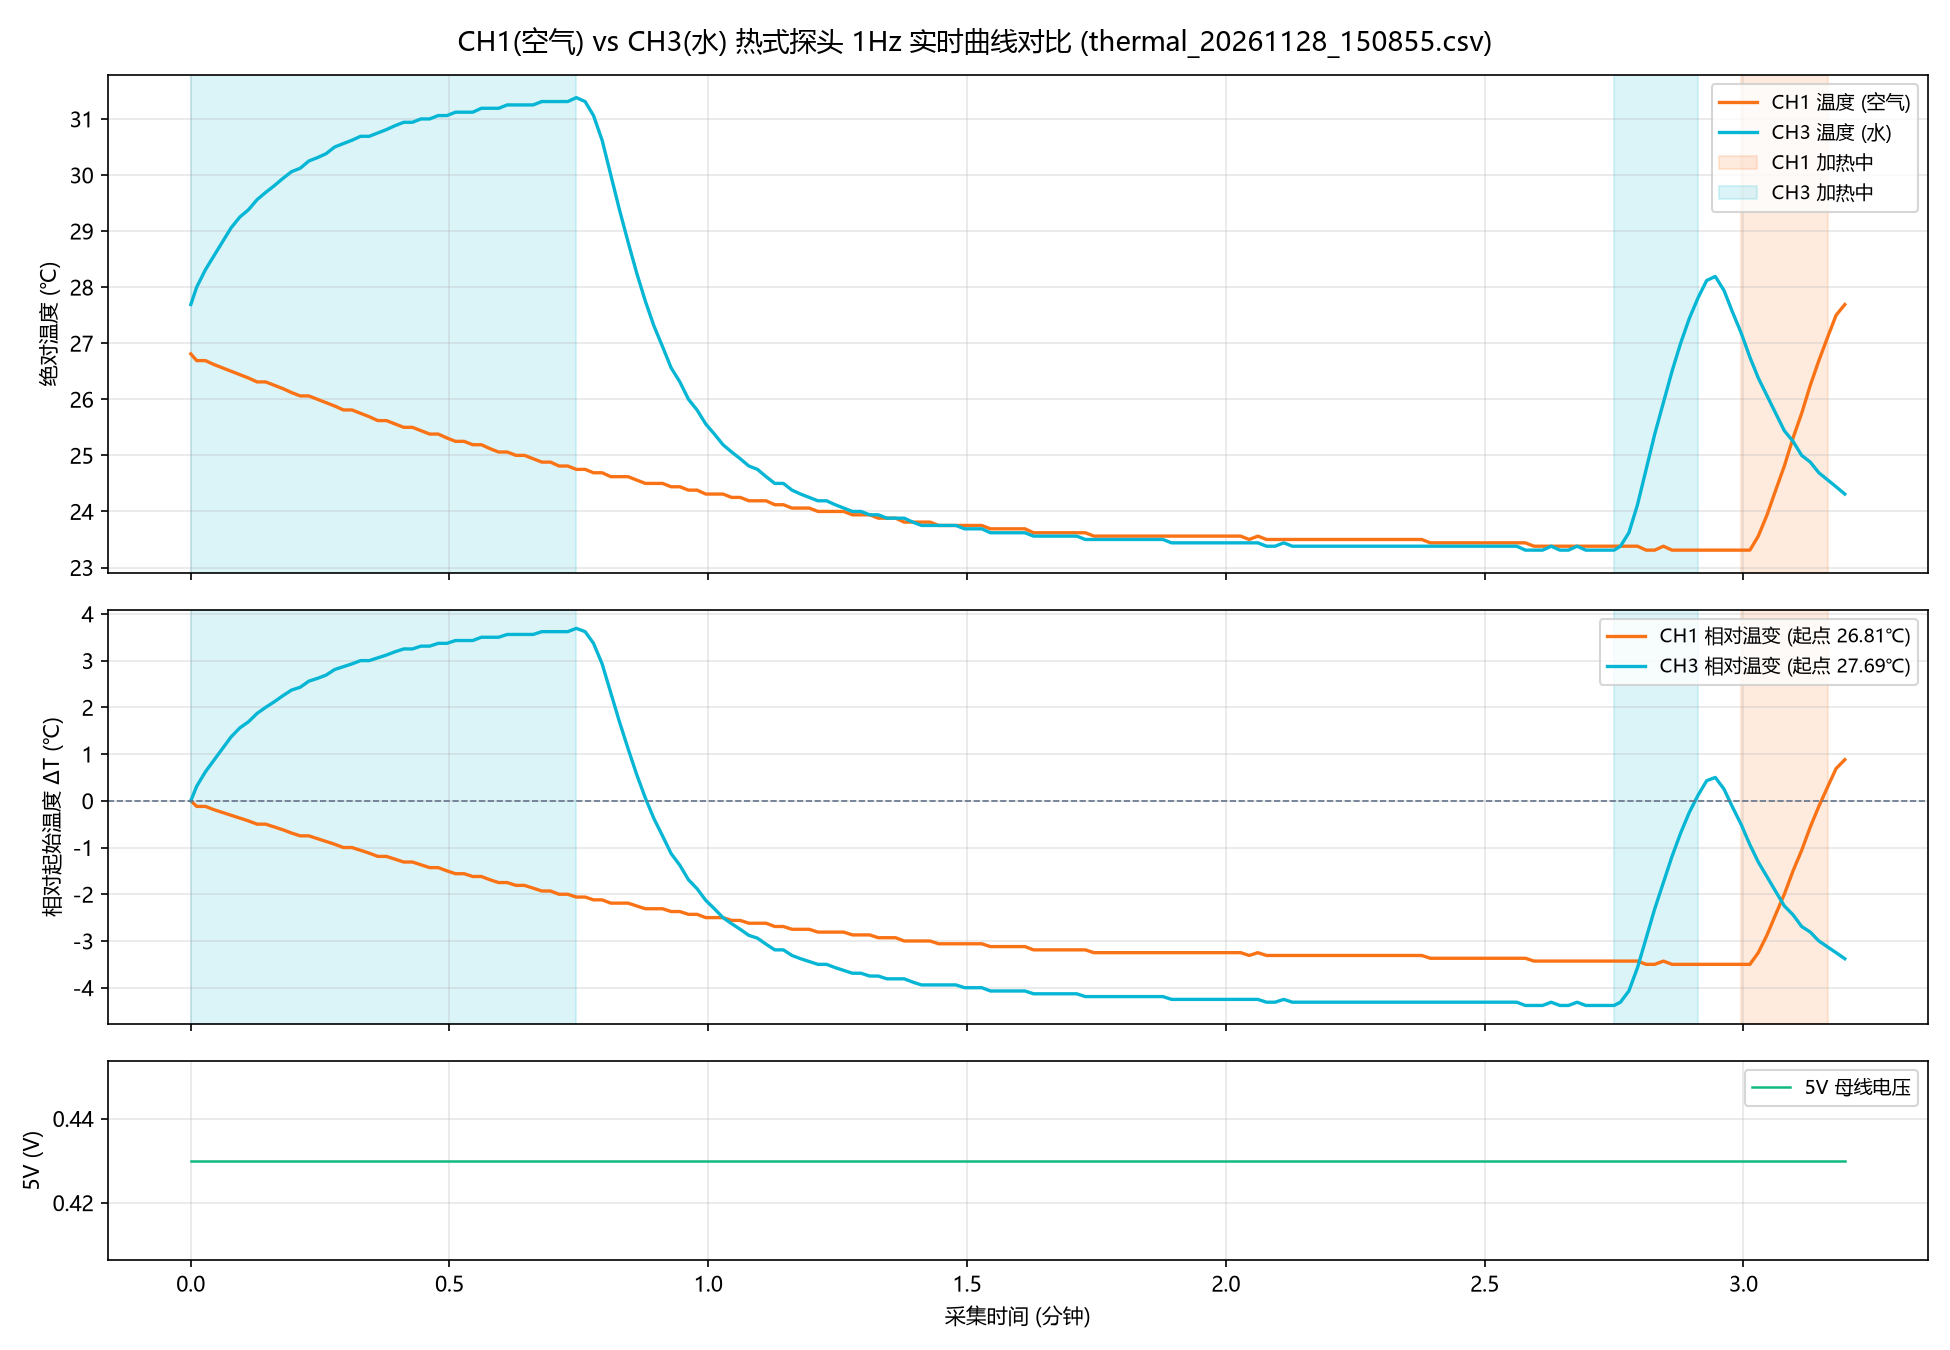 CH1(空气) vs CH3(水) 热式探头 1Hz 实时曲线对比 (thermal_20261128_150855.csv)
绝对温度 (℃)
31
30
29
28
27
26
25
24
23
CH1 温度 (空气)
CH3 温度 (水)
CH1 加热中
CH3 加热中
相对起始温度 ΔT (℃)
4
3
2
1
0
-1
-2
-3
-4
CH1 相对温变 (起点 26.81℃)
CH3 相对温变 (起点 27.69℃)
5V (V)
0.44
0.42
5V 母线电压
0.0 0.5 1.0 1.5 2.0 2.5 3.0
采集时间 (分钟)